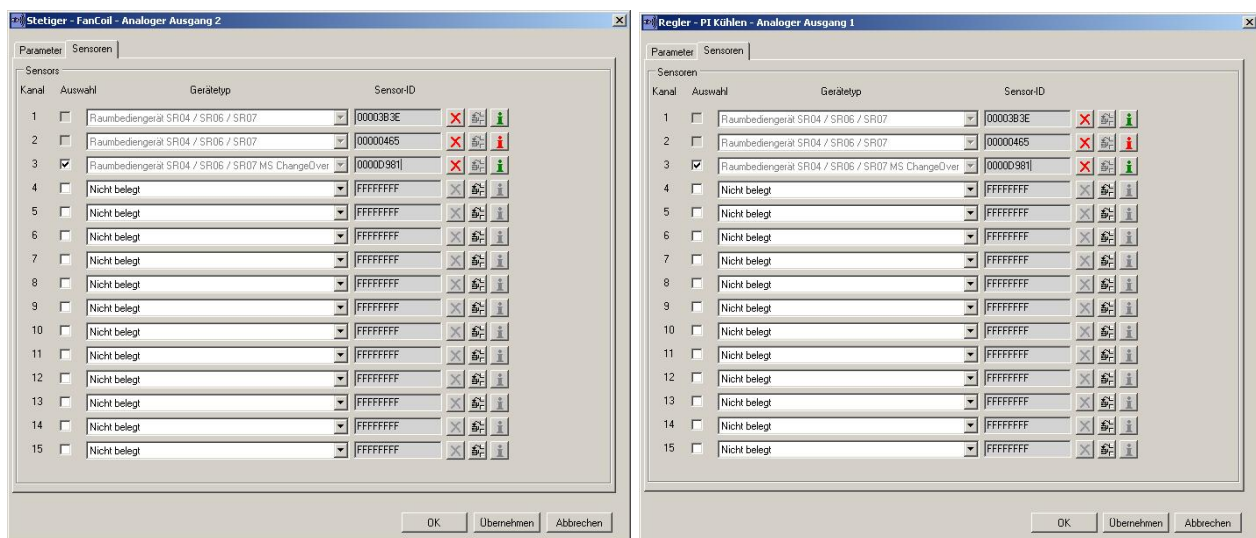 Stetiger - FanCoil - Analoger Ausgang 2
Parameter Sensoren
Sensors
Kanal Auswahl Gerätetyp Sensor-ID
1 Raumbediengerät SR04 / SR06 / SR07 00003B3E
2 Raumbediengerät SR04 / SR06 / SR07 00000465
3 Raumbediengerät SR04 / SR06 / SR07 MS ChangeOver 0000D981
4 Nicht belegt FFFFFFFF
5 Nicht belegt FFFFFFFF
6 Nicht belegt FFFFFFFF
7 Nicht belegt FFFFFFFF
8 Nicht belegt FFFFFFFF
9 Nicht belegt FFFFFFFF
10 Nicht belegt FFFFFFFF
11 Nicht belegt FFFFFFFF
12 Nicht belegt FFFFFFFF
13 Nicht belegt FFFFFFFF
14 Nicht belegt FFFFFFFF
15 Nicht belegt FFFFFFFF
OK Übernehmen Abbrechen
Regler - PI Kühlen - Analoger Ausgang 1
Parameter Sensoren
Sensoren
Kanal Auswahl Gerätetyp Sensor-ID
1 Raumbediengerät SR04 / SR06 / SR07 00003B3E
2 Raumbediengerät SR04 / SR06 / SR07 00000465
3 Raumbediengerät SR04 / SR06 / SR07 MS ChangeOver 0000D981
4 Nicht belegt FFFFFFFF
5 Nicht belegt FFFFFFFF
6 Nicht belegt FFFFFFFF
7 Nicht belegt FFFFFFFF
8 Nicht belegt FFFFFFFF
9 Nicht belegt FFFFFFFF
10 Nicht belegt FFFFFFFF
11 Nicht belegt FFFFFFFF
12 Nicht belegt FFFFFFFF
13 Nicht belegt FFFFFFFF
14 Nicht belegt FFFFFFFF
15 Nicht belegt FFFFFFFF
OK Übernehmen Abbrechen